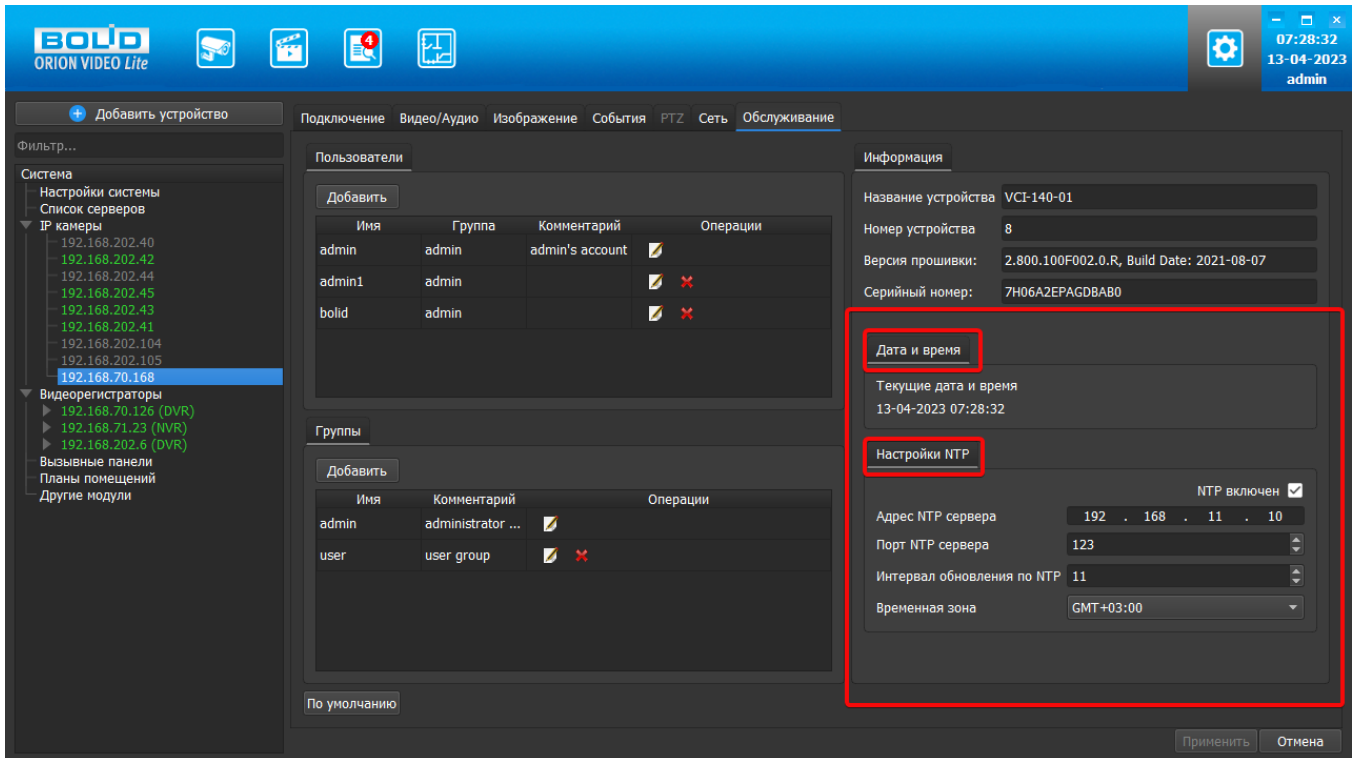 BOLID
ORION VIDEO Lite
4
07:28:32
13-04-2023
admin
Добавить устройство
Фильтр...
Система
Настройки системы
Список серверов
IP камеры
192.168.202.40
192.168.202.42
192.168.202.44
192.168.202.45
192.168.202.43
192.168.202.41
192.168.202.104
192.168.202.105
192.168.70.168
Видеорегистраторы
192.168.70.126 (DVR)
192.168.71.23 (NVR)
192.168.202.6 (DVR)
Вызывные панели
Планы помещений
Другие модули
Подключение Видео/Аудио Изображение События PTZ Сеть Обслуживание
Пользователи
Добавить
Имя Группа Комментарий Операции
admin admin admin's account
admin1 admin
bolid admin
Группы
Добавить
Имя Комментарий Операции
admin administrator ...
user user group
По умолчанию
Информация
Название устройства VCI-140-01
Номер устройства 8
Версия прошивки: 2.800.100F002.0.R, Build Date: 2021-08-07
Серийный номер: 7H06A2EPAGDBAB0
Дата и время
Текущие дата и время
13-04-2023 07:28:32
Настройки NTP
NTP включен
Адрес NTP сервера 192 . 168 . 11 . 10
Порт NTP сервера 123
Интервал обновления по NTP 11
Временная зона GMT+03:00
Применить Отмена